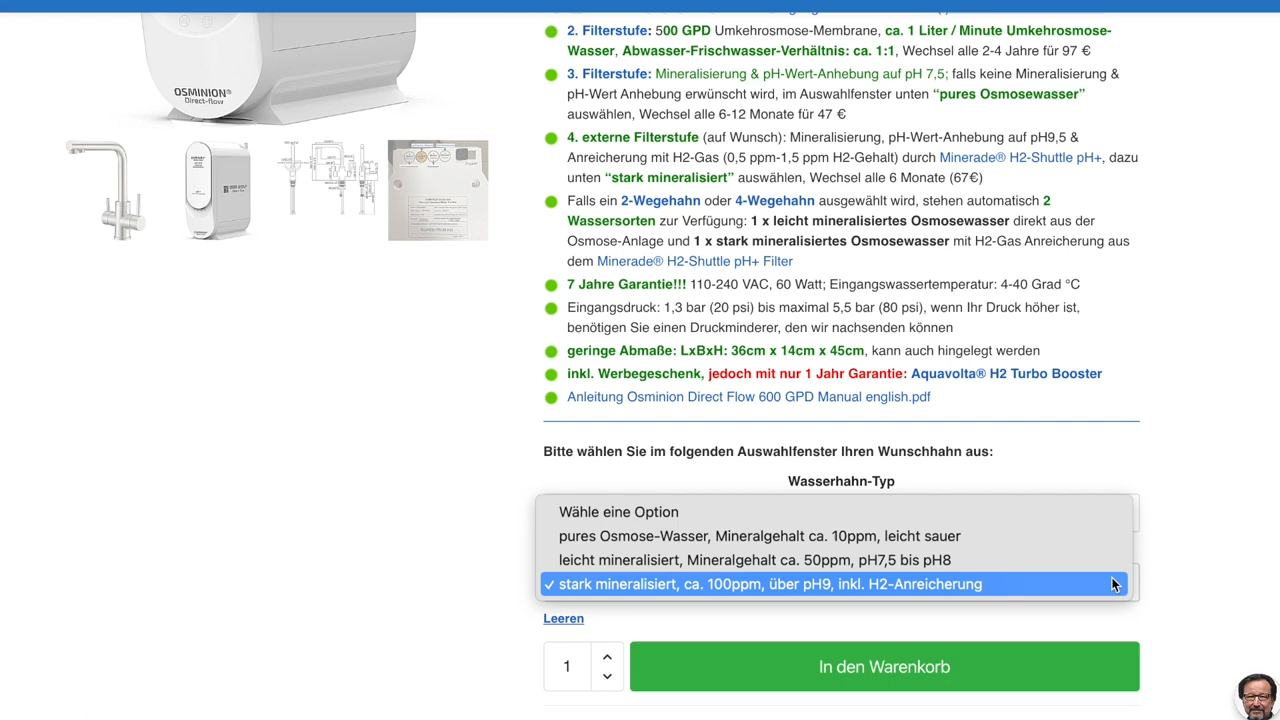 OSMINION®
Direct-flow
2. Filterstufe: 500 GPD Umkehrosmose-Membrane, ca. 1 Liter / Minute Umkehrosmose-
Wasser, Abwasser-Frischwasser-Verhältnis: ca. 1:1, Wechsel alle 2-4 Jahre für 97 €
3. Filterstufe: Mineralisierung & pH-Wert-Anhebung auf pH 7,5; falls keine Mineralisierung &
pH-Wert Anhebung erwünscht wird, im Auswahlfenster unten “pures Osmosewasser”
auswählen, Wechsel alle 6-12 Monate für 47 €
4. externe Filterstufe (auf Wunsch): Mineralisierung, pH-Wert-Anhebung auf pH9,5 &
Anreicherung mit H2-Gas (0,5 ppm-1,5 ppm H2-Gehalt) durch Minerade® H2-Shuttle pH+, dazu
unten “stark mineralisiert” auswählen, Wechsel alle 6 Monate (67€)
Falls ein 2-Wegehahn oder 4-Wegehahn ausgewählt wird, stehen automatisch 2
Wassersorten zur Verfügung: 1 x leicht mineralisiertes Osmosewasser direkt aus der
Osmose-Anlage und 1 x stark mineralisiertes Osmosewasser mit H2-Gas Anreicherung aus
dem Minerade® H2-Shuttle pH+ Filter
7 Jahre Garantie!!! 110-240 VAC, 60 Watt; Eingangswassertemperatur: 4-40 Grad °C
Eingangsdruck: 1,3 bar (20 psi) bis maximal 5,5 bar (80 psi), wenn Ihr Druck höher ist,
benötigen Sie einen Druckminderer, den wir nachsenden können
geringe Abmaße: LxBxH: 36cm x 14cm x 45cm, kann auch hingelegt werden
inkl. Werbegeschenk, jedoch mit nur 1 Jahr Garantie: Aquavolta® H2 Turbo Booster
Anleitung Osminion Direct Flow 600 GPD Manual english.pdf
Bitte wählen Sie im folgenden Auswahlfenster Ihren Wunschhahn aus:
Wasserhahn-Typ
Wähle eine Option
pures Osmose-Wasser, Mineralgehalt ca. 10ppm, leicht sauer
leicht mineralisiert, Mineralgehalt ca. 50ppm, pH7,5 bis pH8
✓ stark mineralisiert, ca. 100ppm, über pH9, inkl. H2-Anreicherung
Leeren
1
In den Warenkorb